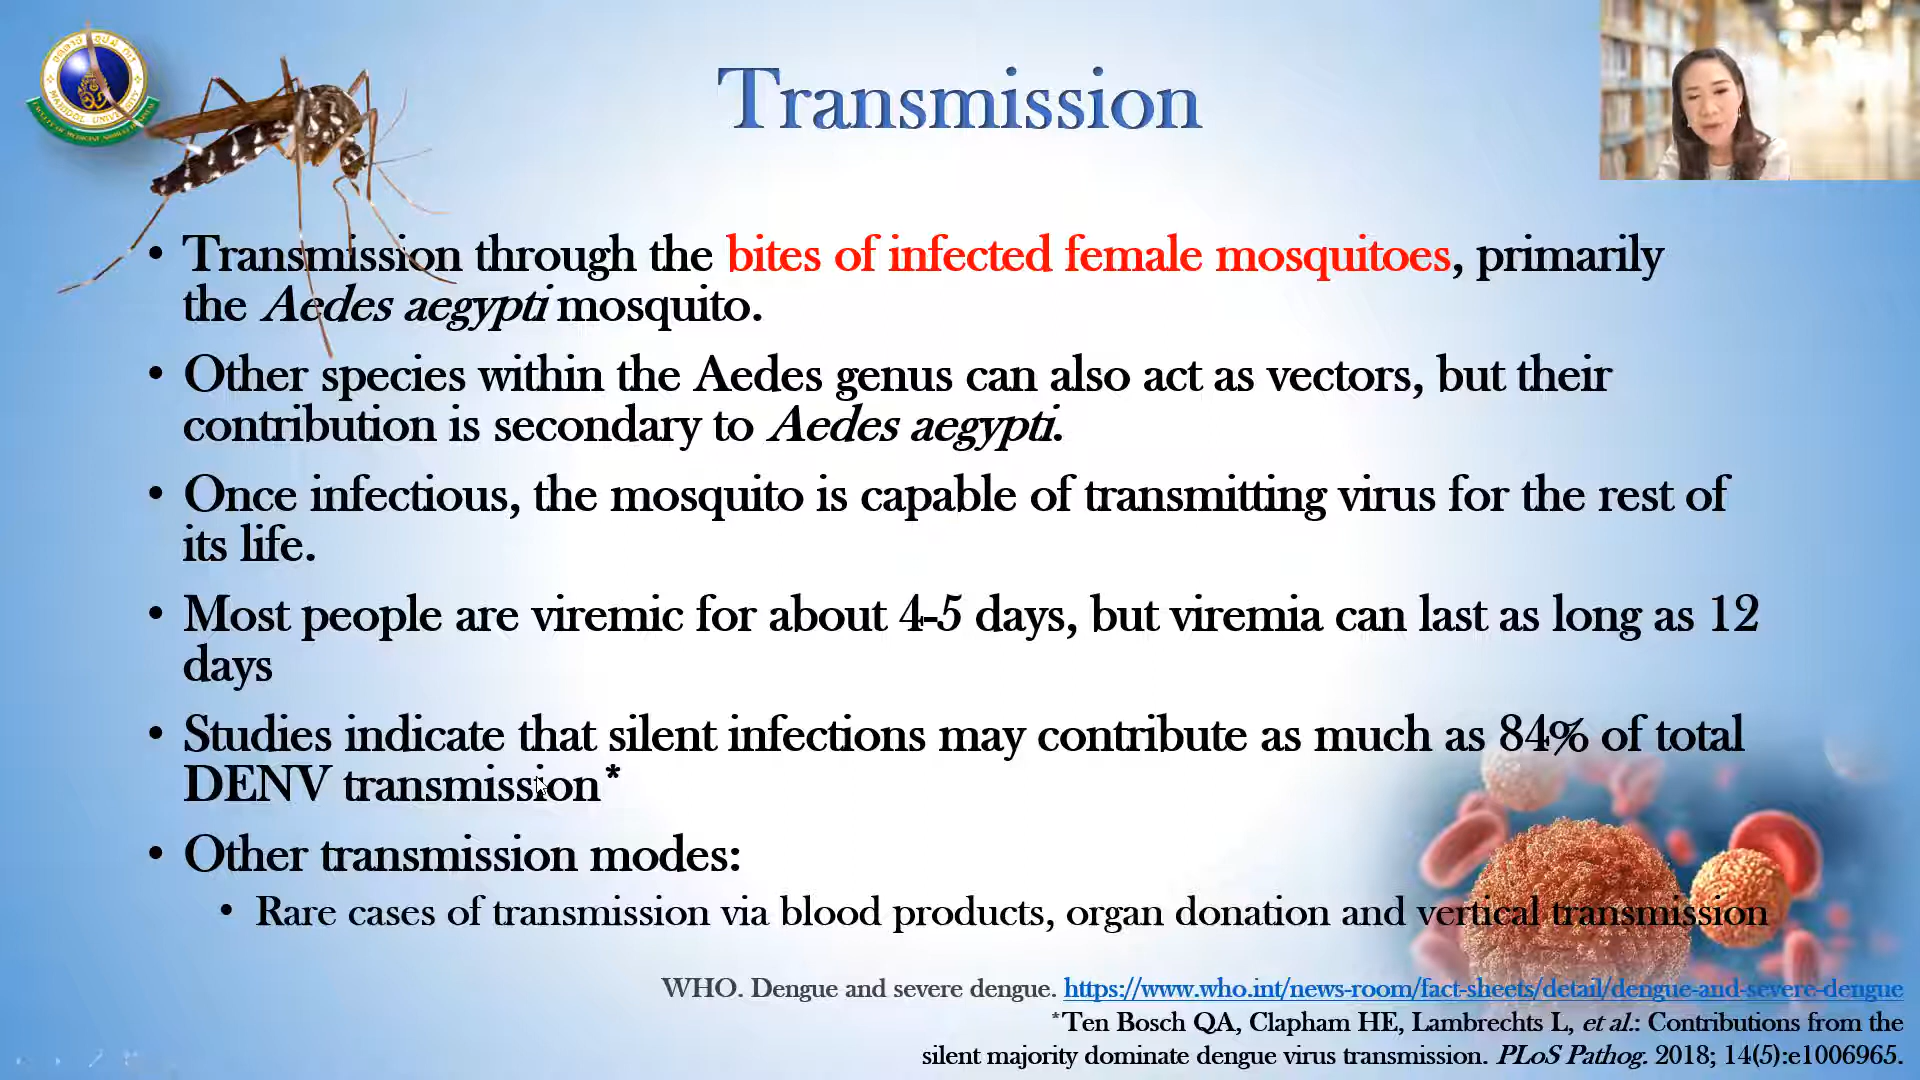 Transmission
• Transmission through the bites of infected female mosquitoes, primarily
the Aedes aegypti mosquito.
• Other species within the Aedes genus can also act as vectors, but their
contribution is secondary to Aedes aegypti.
• Once infectious, the mosquito is capable of transmitting virus for the rest of
its life.
• Most people are viremic for about 4-5 days, but viremia can last as long as 12
days
• Studies indicate that silent infections may contribute as much as 84% of total
DENV transmission*
• Other transmission modes:
• Rare cases of transmission via blood products, organ donation and vertical transmission
WHO. Dengue and severe dengue. https://www.who.int/news-room/fact-sheets/detail/dengue-and-severe-dengue
*Ten Bosch QA, Clapham HE, Lambrechts L, et al.: Contributions from the
silent majority dominate dengue virus transmission. PLoS Pathog. 2018; 14(5):e1006965.